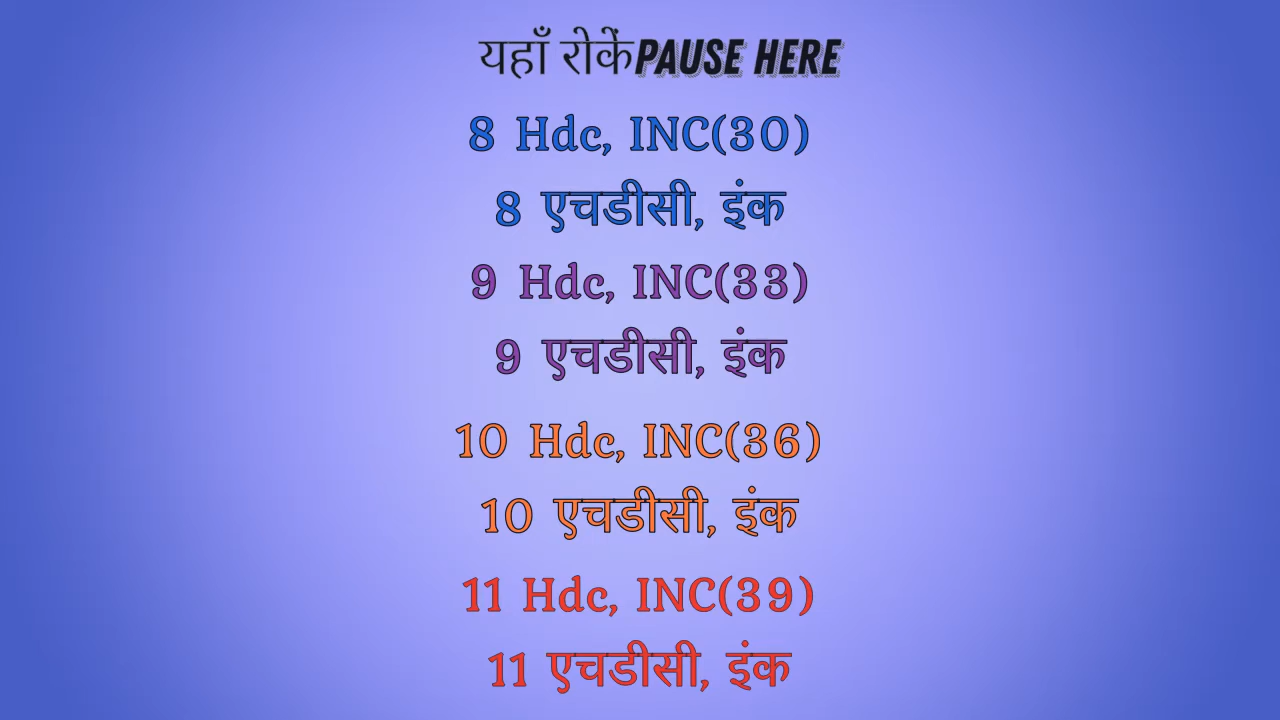 यहाँ रोकेंPAUSE HERE
8 Hdc, INC(30)
8 एचडीसी, इंक
9 Hdc, INC(33)
9 एचडीसी, इंक
10 Hdc, INC(36)
10 एचडीसी, इंक
11 Hdc, INC(39)
11 एचडीसी, इंक